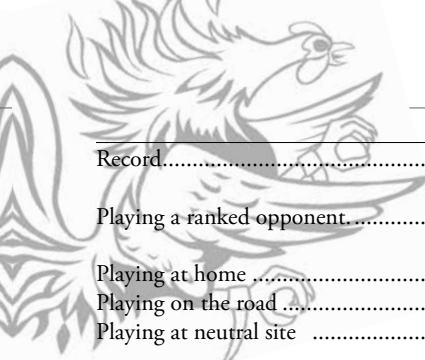 Record......................................................
Playing a ranked opponent. ..............
Playing at home .................................
Playing on the road ............................
Playing at neutral site ......................